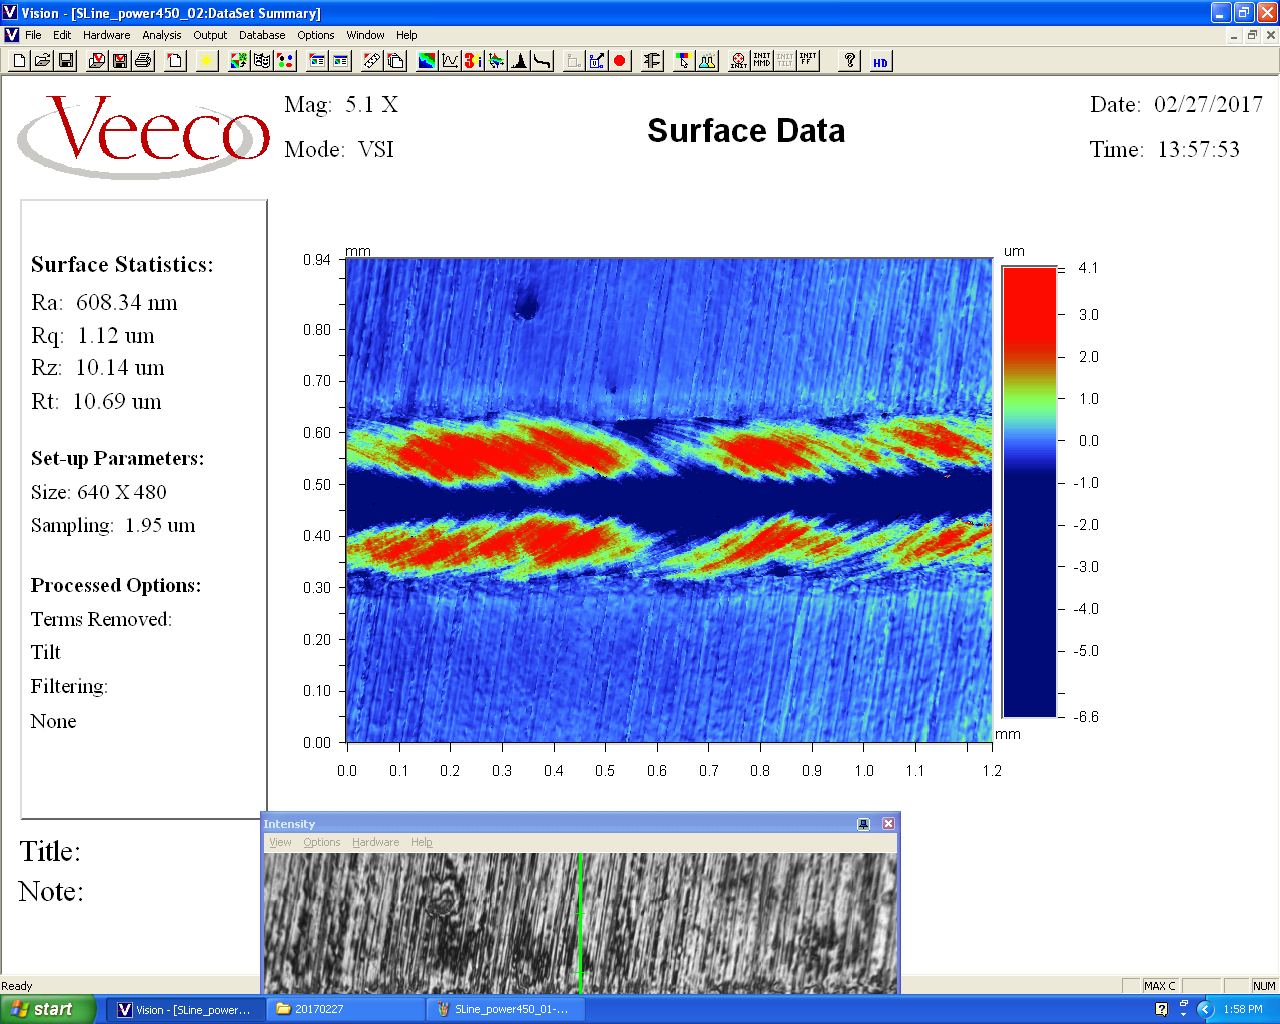 Vision - [SLine_power450_02:DataSet Summary]
File Edit Hardware Analysis Output Database Options Window Help
INIT INIT MMD INIT TILT INIT FF ? HD
Veeco
Mag: 5.1 X
Mode: VSI
Surface Data
Date: 02/27/2017
Time: 13:57:53
Surface Statistics:
Ra: 608.34 nm
Rq: 1.12 um
Rz: 10.14 um
Rt: 10.69 um
Set-up Parameters:
Size: 640 X 480
Sampling: 1.95 um
Processed Options:
Terms Removed:
Tilt
Filtering:
None
mm
0.94
0.80
0.70
0.60
0.50
0.40
0.30
0.20
0.10
0.00
0.0 0.1 0.2 0.3 0.4 0.5 0.6 0.7 0.8 0.9 1.0 1.1 1.2
mm
um
4.1
3.0
2.0
1.0
0.0
-1.0
-2.0
-3.0
-4.0
-5.0
-6.6
Title:
Note:
Intensity
View Options Hardware Help
Ready
MAX C
NUM
start
Vision - [SLine_power...
20170227
SLine_power450_01-...
1:58 PM